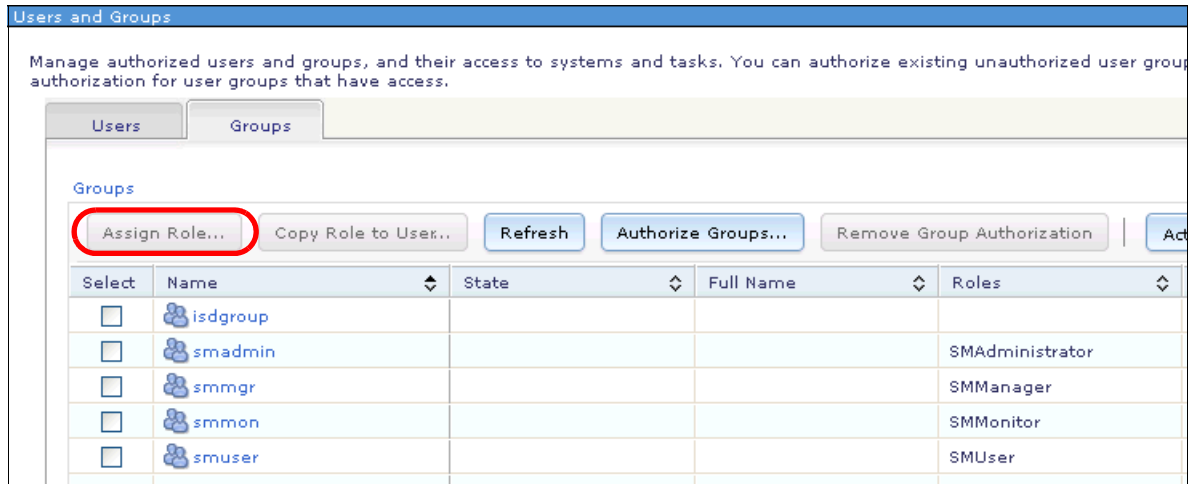 Users and Groups
Manage authorized users and groups, and their access to systems and tasks. You can authorize existing unauthorized user
authorization for user groups that have access.
Users Groups
Groups
Assign Role... Copy Role to User... Refresh Authorize Groups... Remove Group Authorization
Select Name State Full Name Roles
isdgroup
smadmin SMAdministrator
smmgr SMManager
smmon SMMonitor
smuser SMUser